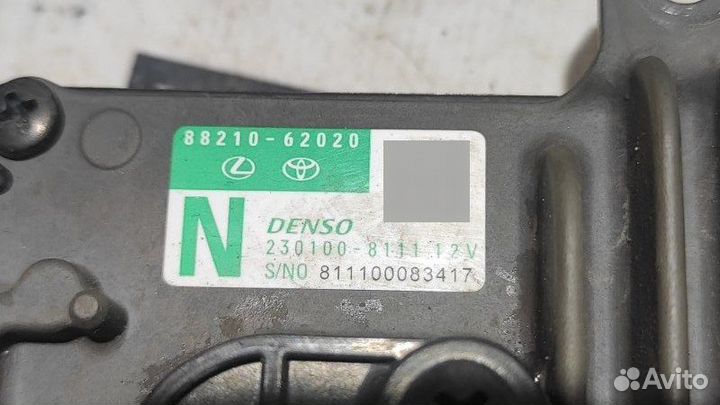 88210-62020
N
DENSO
230100-8111 12V
S/NO 811100083417
Avito